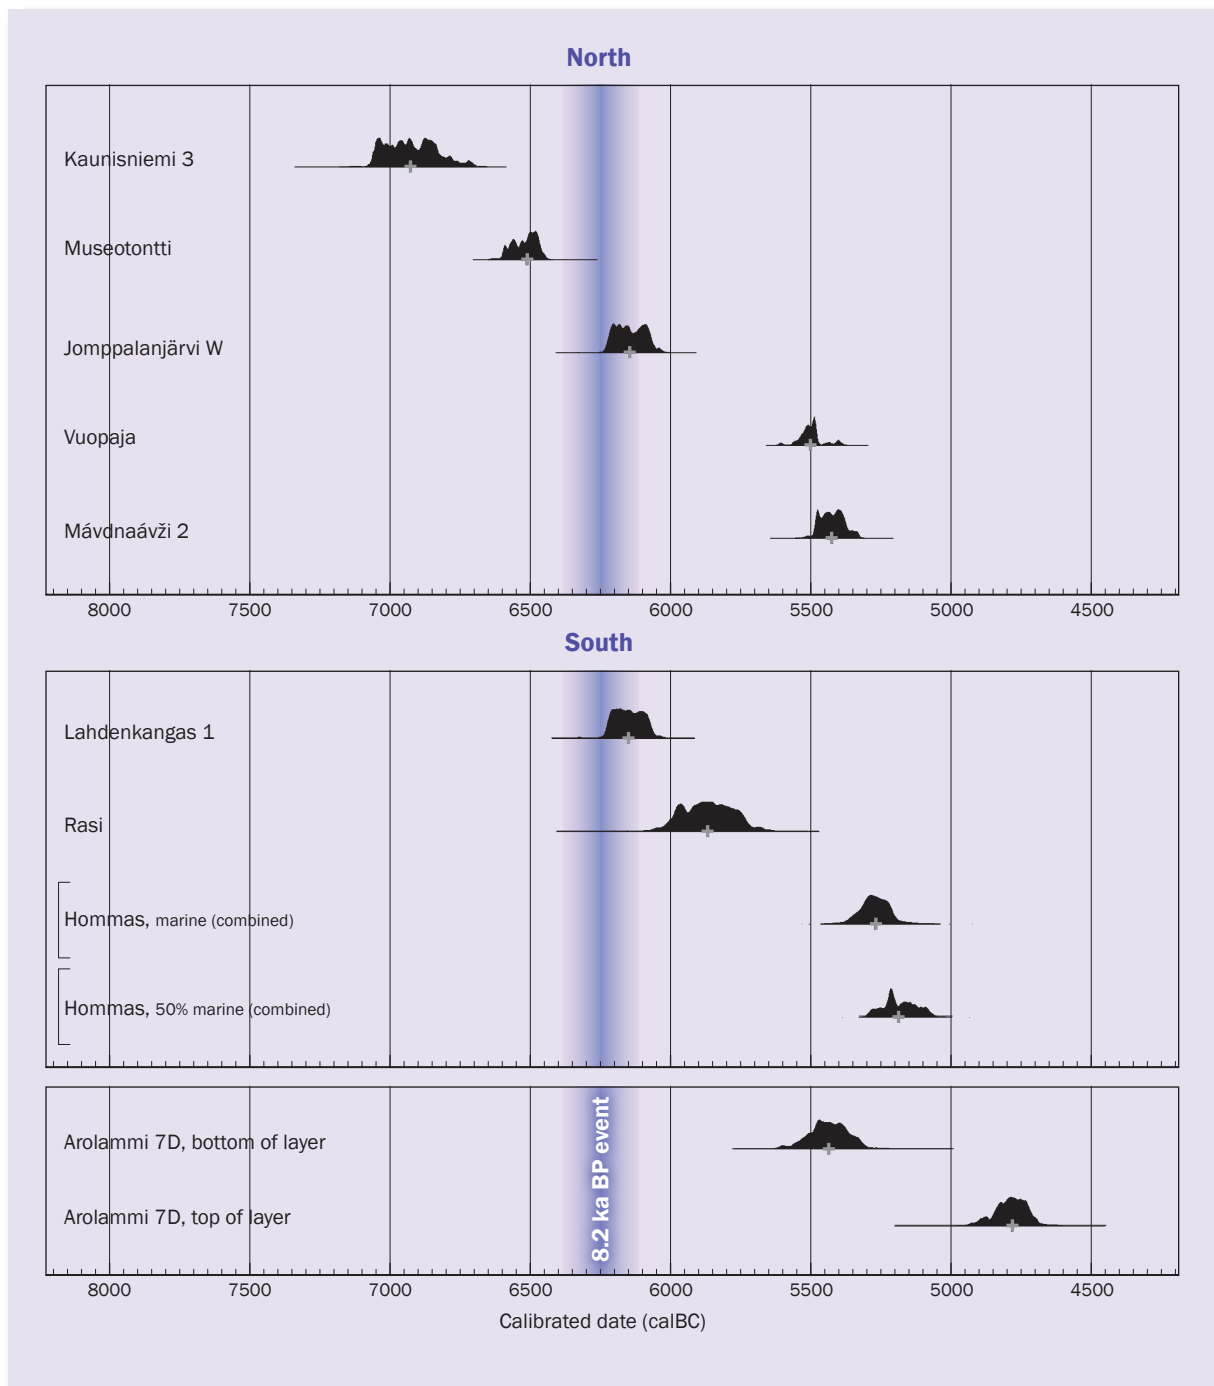 North
Kaunisniemi 3
Museotontti
Jomppalanjärvi W
Vuopaja
Mávdnaávži 2
8000 7500 7000 6500 6000 5500 5000 4500
South
Lahdenkangas 1
Rasi
Hommas, marine (combined)
Hommas, 50% marine (combined)
Arolammi 7D, bottom of layer
Arolammi 7D, top of layer
8.2 ka BP event
8000 7500 7000 6500 6000 5500 5000 4500
Calibrated date (calBC)